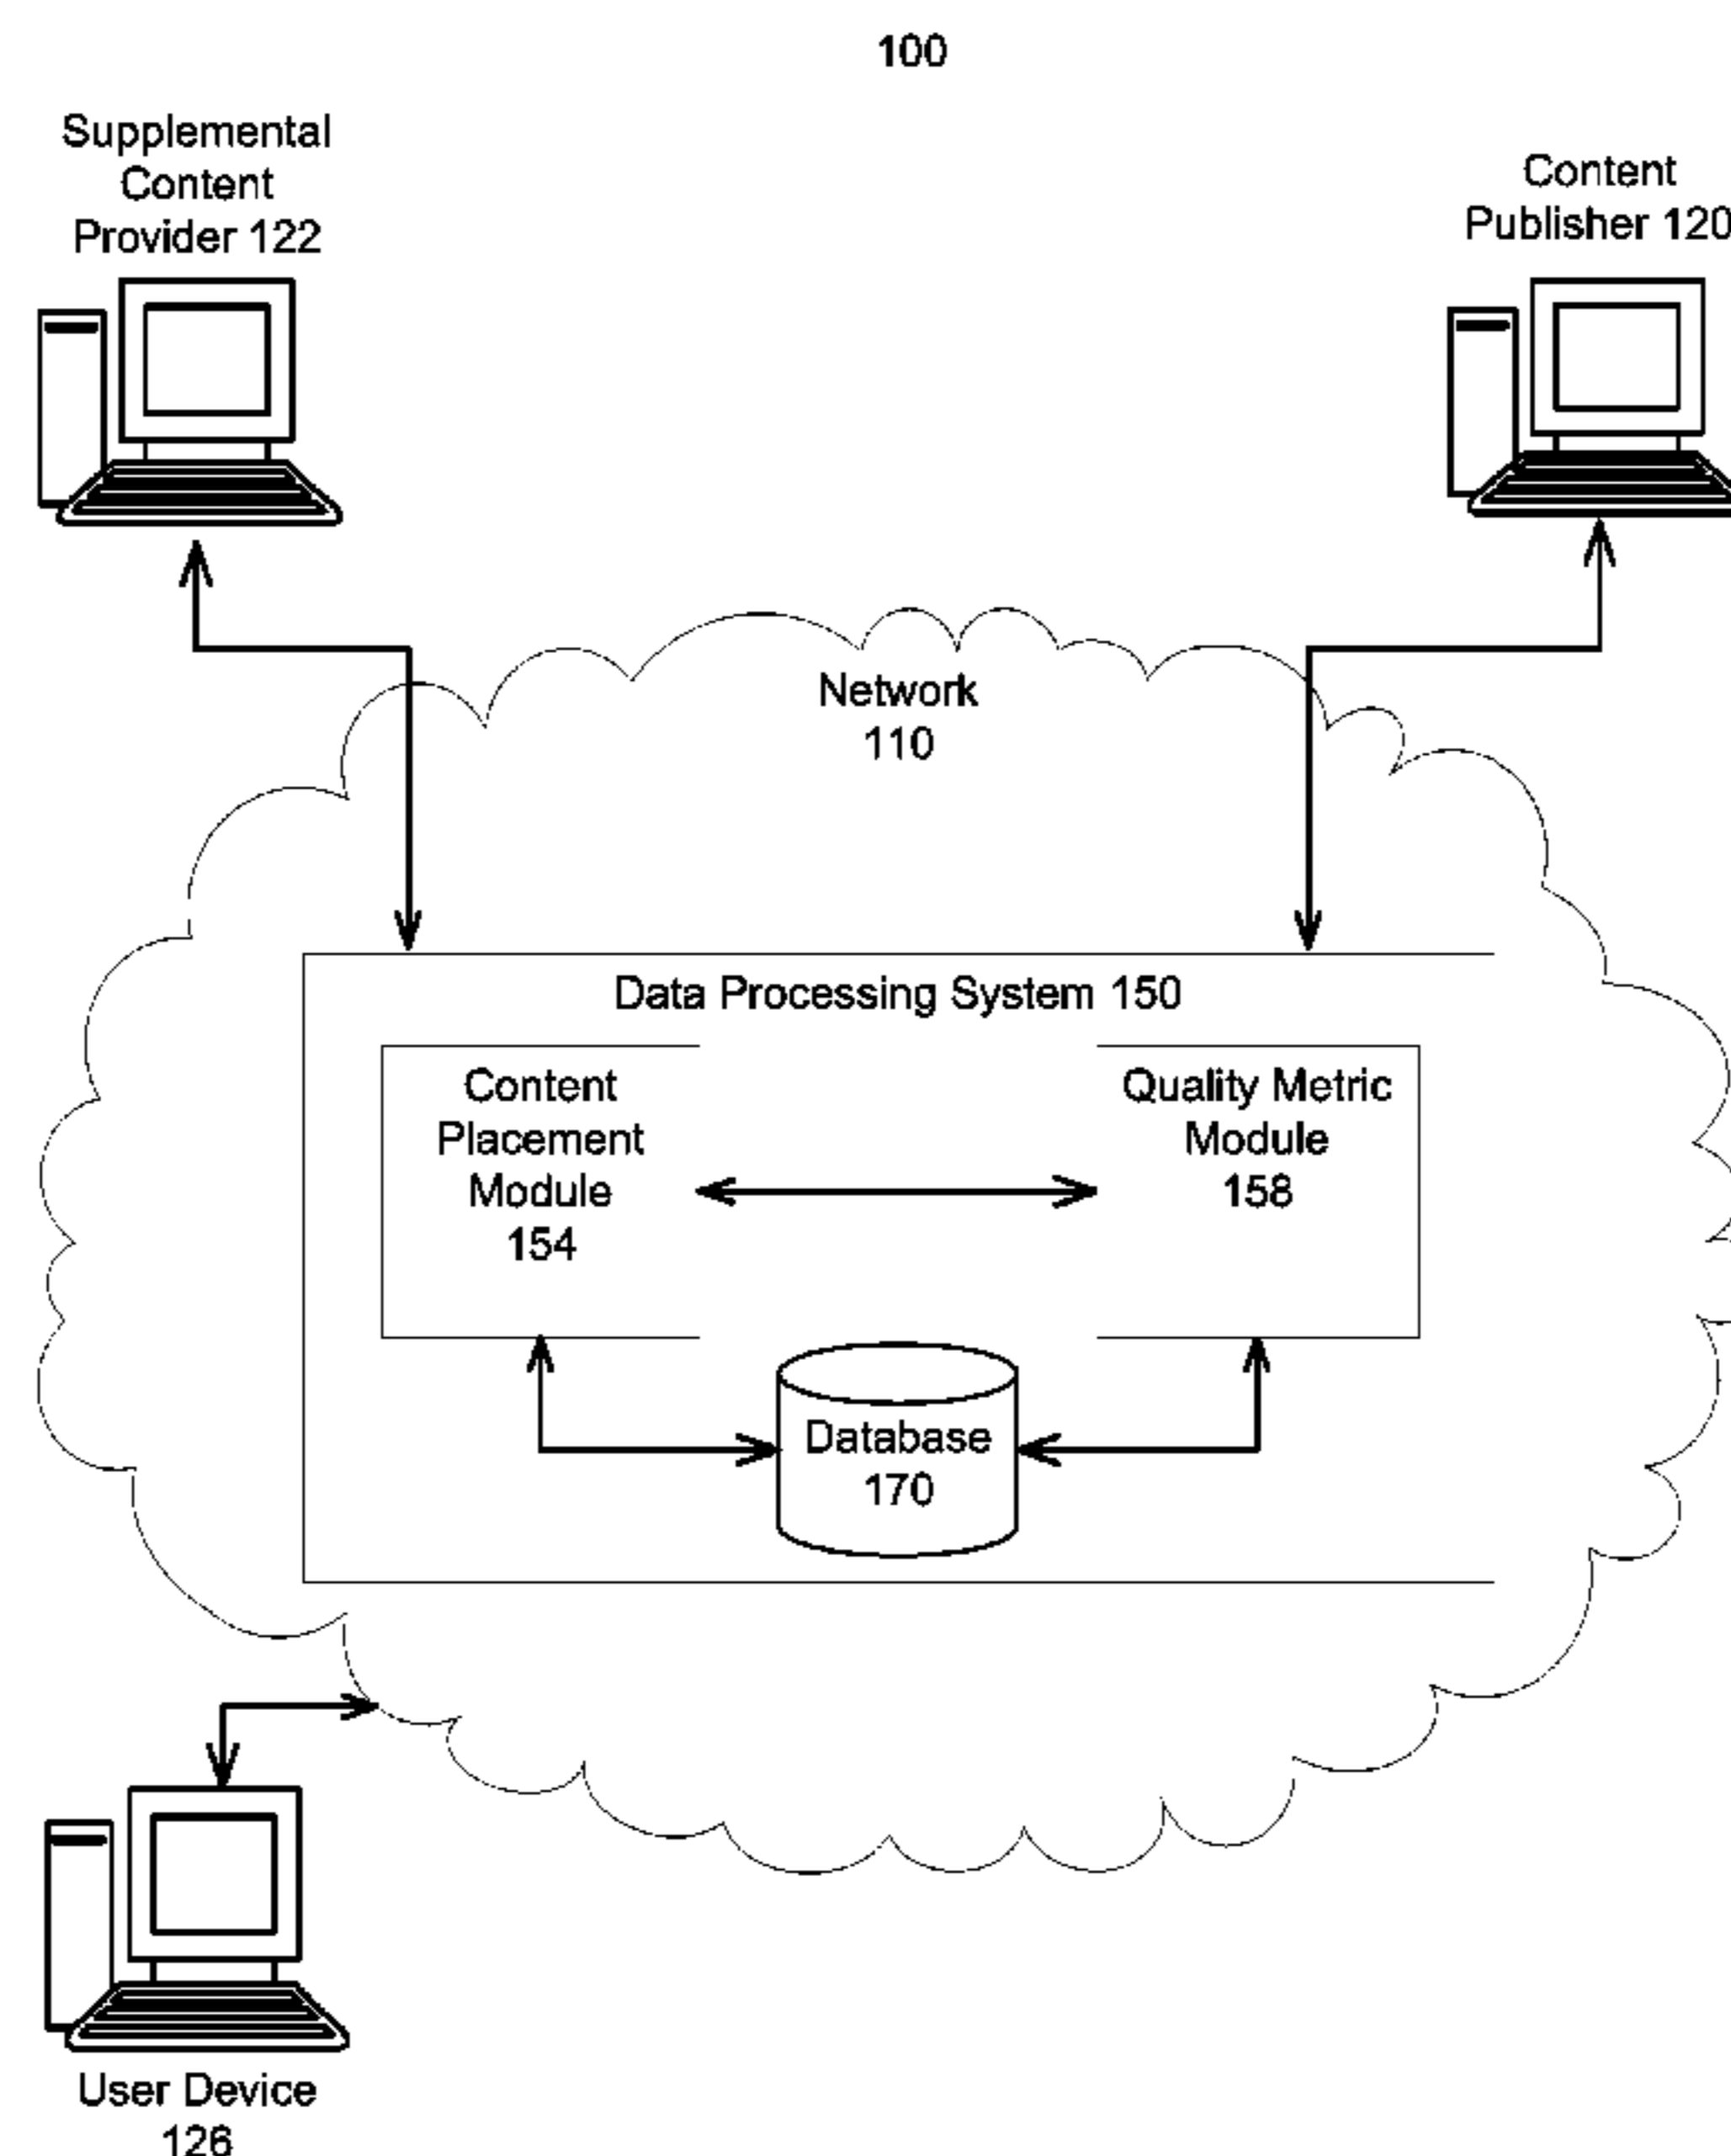 100
Supplemental
Content
Provider 122
Content
Publisher 120
Network
110
Data Processing System 150
Content
Placement
Module
154
Quality Metric
Module
158
Database
170
User Device
126